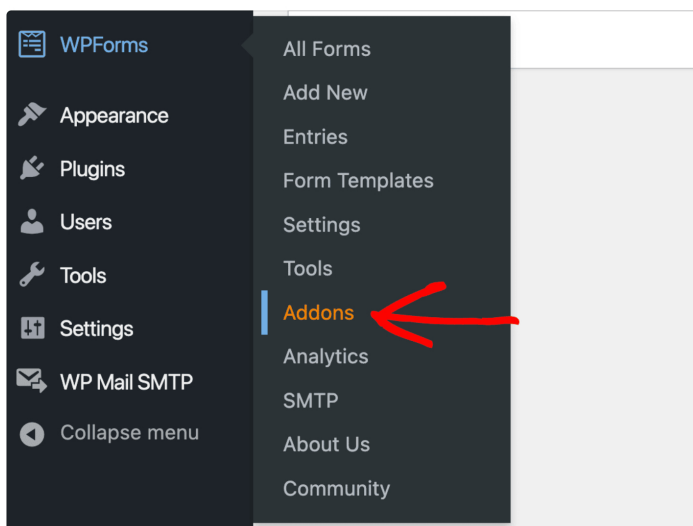 WPForms
Appearance
Plugins
Users
Tools
Settings
WP Mail SMTP
Collapse menu
All Forms
Add New
Entries
Form Templates
Settings
Tools
Addons
Analytics
SMTP
About Us
Community